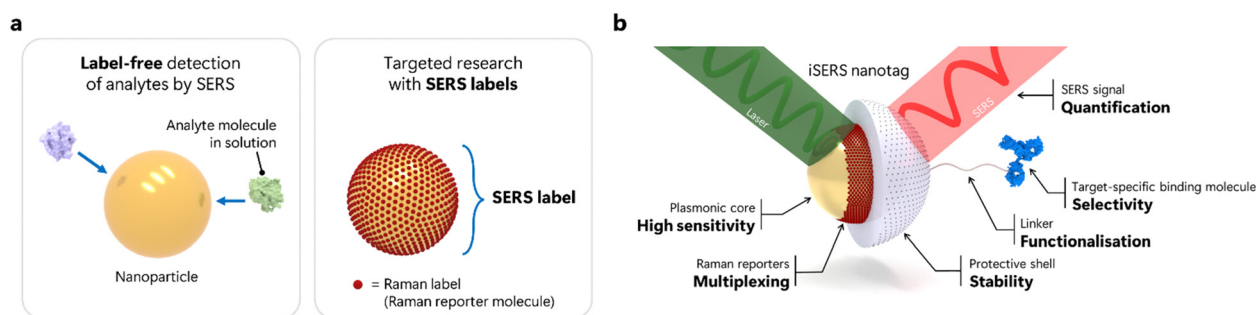 a
Label-free detection
of analytes by SERS
Analyte molecule
in solution
Nanoparticle
Targeted research
with SERS labels
SERS label
= Raman label
(Raman reporter molecule)
b
iSERS nanotag
Laser
SERS
SERS signal
Quantification
Target-specific binding molecule
Selectivity
Linker
Functionalisation
Plasmonic core
High sensitivity
Raman reporters
Multiplexing
Protective shell
Stability